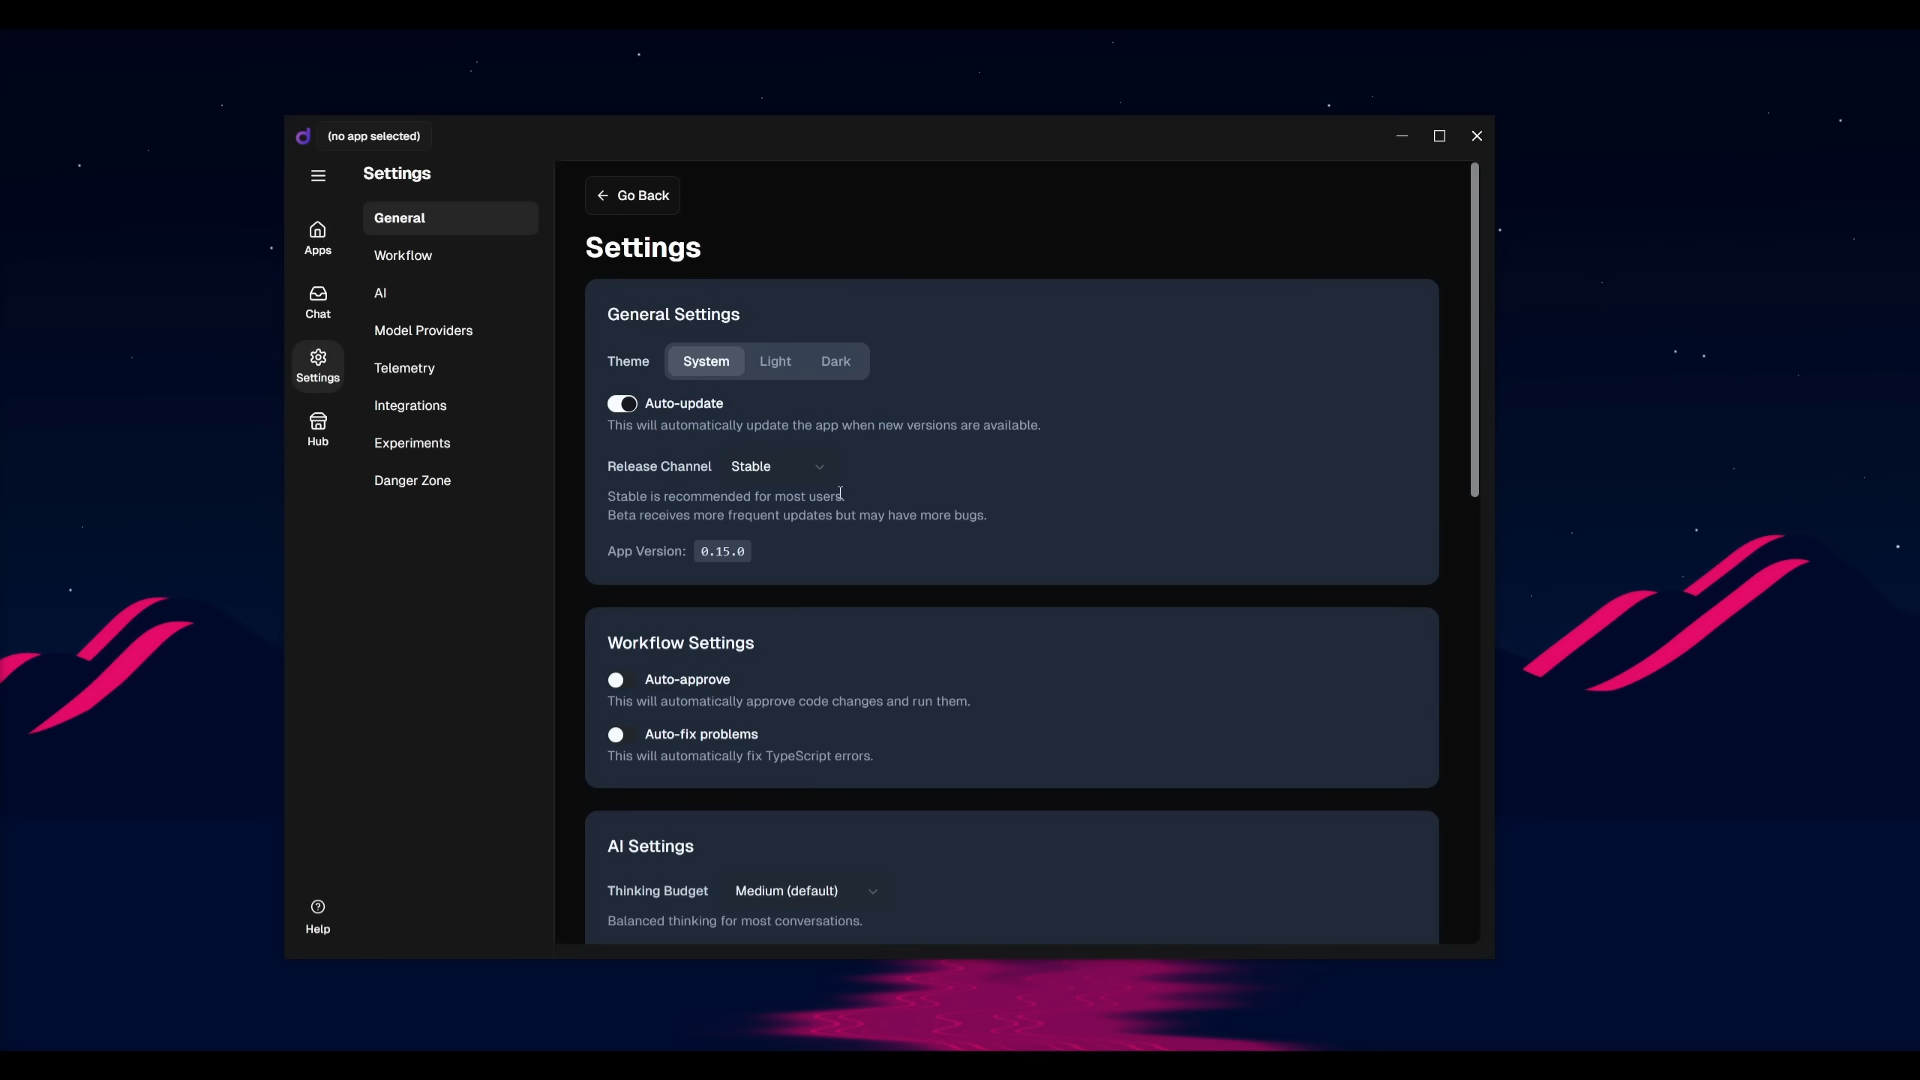 (no app selected)
Settings
General
Workflow
AI
Model Providers
Telemetry
Integrations
Experiments
Danger Zone
Apps
Chat
Settings
Hub
Help
Go Back
Settings
General Settings
Theme System Light Dark
Auto-update
This will automatically update the app when new versions are available.
Release Channel Stable
Stable is recommended for most users.
Beta receives more frequent updates but may have more bugs.
App Version: 0.15.0
Workflow Settings
Auto-approve
This will automatically approve code changes and run them.
Auto-fix problems
This will automatically fix TypeScript errors.
AI Settings
Thinking Budget Medium (default)
Balanced thinking for most conversations.